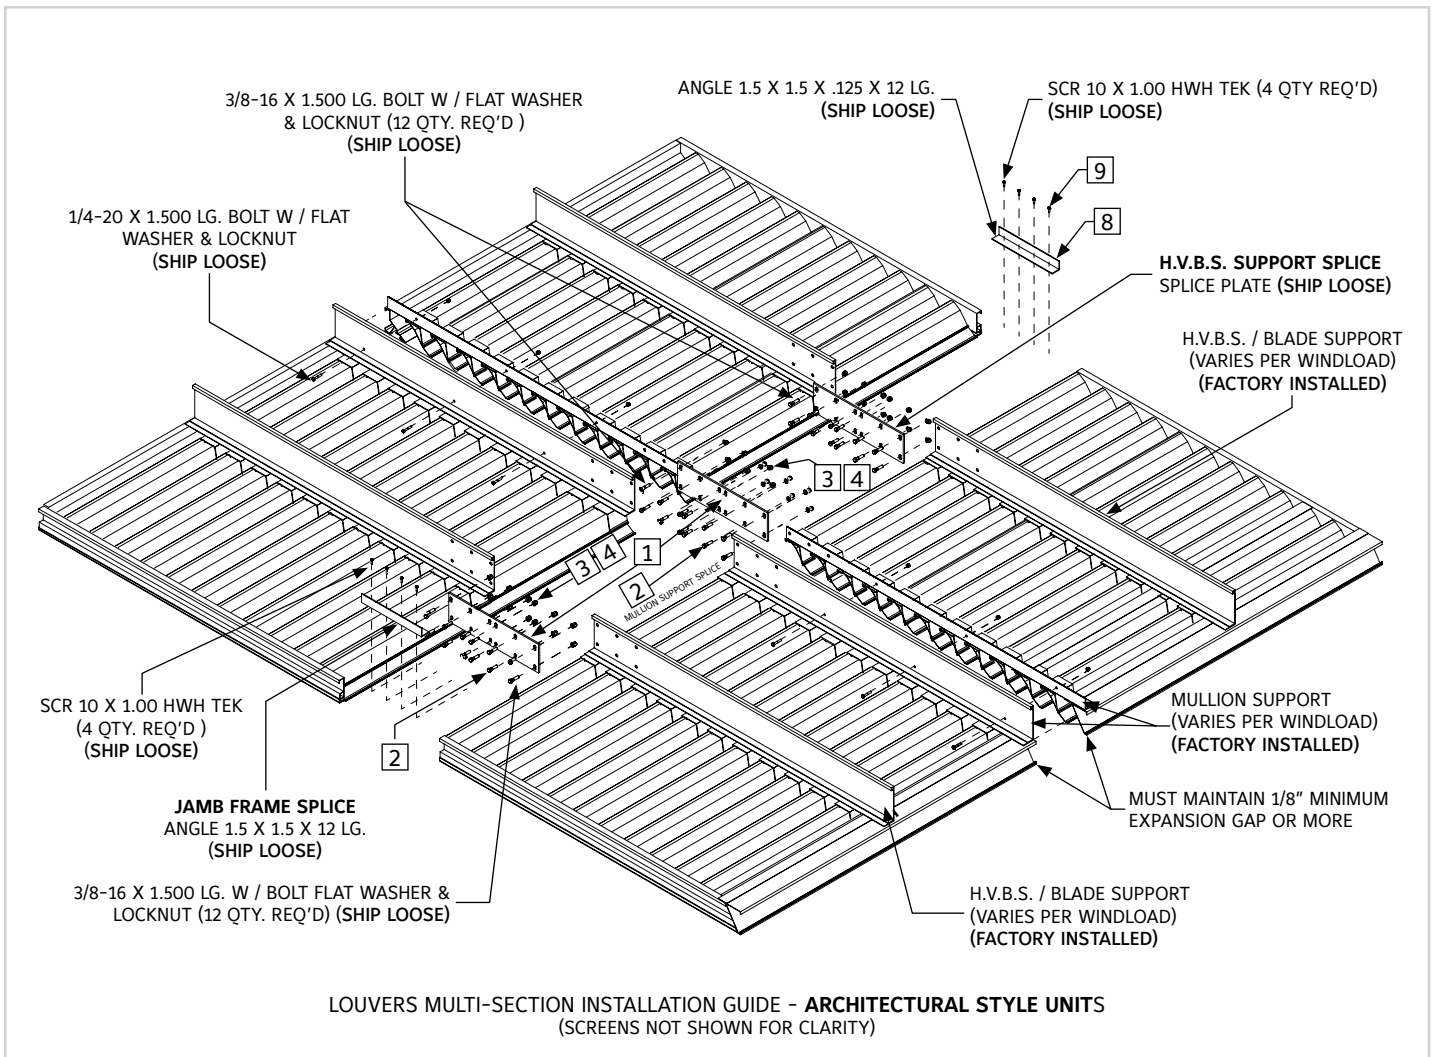 3/8-16 X 1.500 LG. BOLT W / FLAT WASHER
& LOCKNUT (12 QTY. REQ'D )
(SHIP LOOSE)
ANGLE 1.5 X 1.5 X .125 X 12 LG.
(SHIP LOOSE)
SCR 10 X 1.00 HWH TEK (4 QTY REQ'D)
(SHIP LOOSE)
9
8
1/4-20 X 1.500 LG. BOLT W / FLAT
WASHER & LOCKNUT
(SHIP LOOSE)
H.V.B.S. SUPPORT SPLICE
SPLICE PLATE (SHIP LOOSE)
H.V.B.S. / BLADE SUPPORT
(VARIES PER WINDLOAD)
(FACTORY INSTALLED)
3 4
1
3 4
2
MULLION SUPPORT SPLICE
2
SCR 10 X 1.00 HWH TEK
(4 QTY. REQ'D )
(SHIP LOOSE)
MULLION SUPPORT
(VARIES PER WINDLOAD)
(FACTORY INSTALLED)
JAMB FRAME SPLICE
ANGLE 1.5 X 1.5 X 12 LG.
(SHIP LOOSE)
MUST MAINTAIN 1/8" MINIMUM
EXPANSION GAP OR MORE
3/8-16 X 1.500 LG. W / BOLT FLAT WASHER &
LOCKNUT (12 QTY. REQ'D) (SHIP LOOSE)
H.V.B.S. / BLADE SUPPORT
(VARIES PER WINDLOAD)
(FACTORY INSTALLED)
LOUVERS MULTI-SECTION INSTALLATION GUIDE - ARCHITECTURAL STYLE UNITS
(SCREENS NOT SHOWN FOR CLARITY)